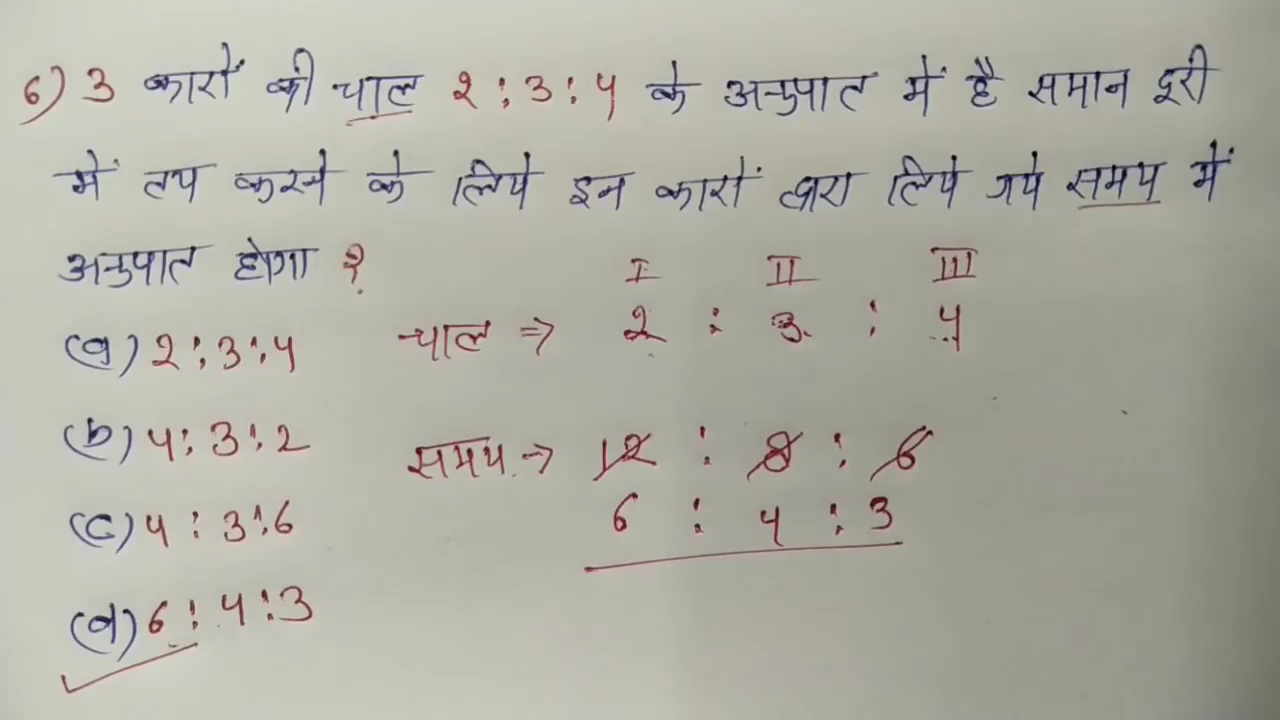 6) 3 कारों की चाल 2 : 3 : 4 के अनुपात में है समान दूरी
में तय करने के लिये इन कारों द्वारा लिये गये समय में
अनुपात होगा ?
I II III
(a) 2 : 3 : 4
चाल ⇒ 2 : 3 : 4
(b) 4 : 3 : 2
समय → 12 : 8 : 6
(c) 4 : 3 : 6
6 : 4 : 3
(d) 6 : 4 : 3